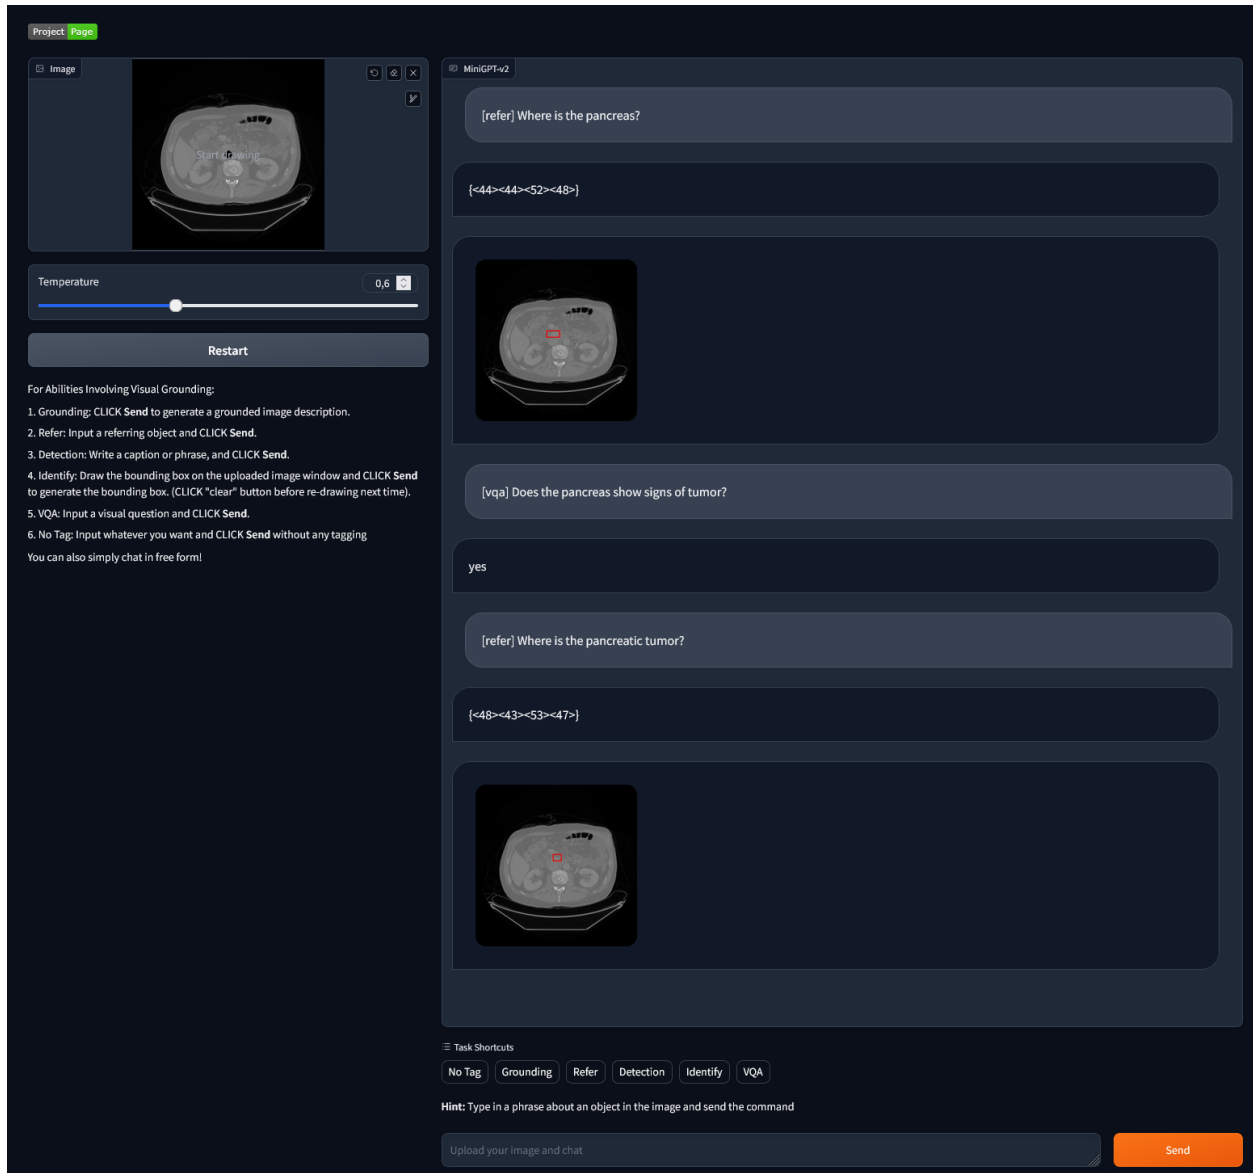 Project Page
Image
Start drawing
Temperature
0,6
Restart
For Abilities Involving Visual Grounding:
1. Grounding: CLICK Send to generate a grounded image description.
2. Refer: Input a referring object and CLICK Send.
3. Detection: Write a caption or phrase, and CLICK Send.
4. Identify: Draw the bounding box on the uploaded image window and CLICK Send
to generate the bounding box. (CLICK "clear" button before re-drawing next time).
5. VQA: Input a visual question and CLICK Send.
6. No Tag: Input whatever you want and CLICK Send without any tagging
You can also simply chat in free form!
MiniGPT-v2
[refer] Where is the pancreas?
{<44><44><52><48>}
[vqa] Does the pancreas show signs of tumor?
yes
[refer] Where is the pancreatic tumor?
{<48><43><53><47>}
Task Shortcuts
No Tag Grounding Refer Detection Identify VQA
Hint: Type in a phrase about an object in the image and send the command
Upload your image and chat
Send